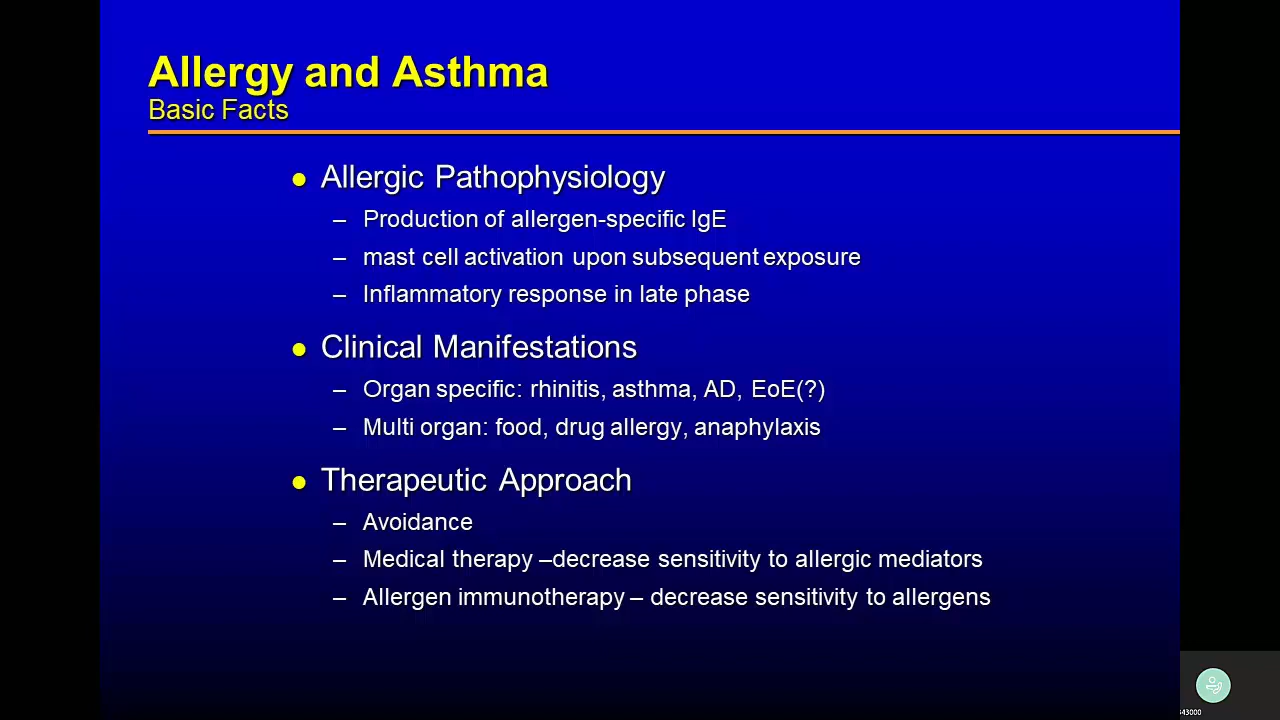 Allergy and Asthma
Basic Facts
● Allergic Pathophysiology
– Production of allergen-specific IgE
– mast cell activation upon subsequent exposure
– Inflammatory response in late phase
● Clinical Manifestations
– Organ specific: rhinitis, asthma, AD, EoE(?)
– Multi organ: food, drug allergy, anaphylaxis
● Therapeutic Approach
– Avoidance
– Medical therapy –decrease sensitivity to allergic mediators
– Allergen immunotherapy – decrease sensitivity to allergens